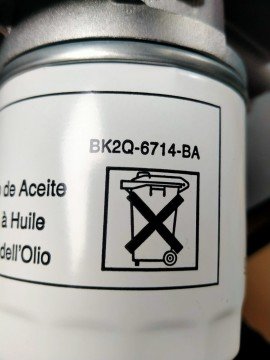 BK2Q-6714-BA
de Aceite
à Huile
dell'Olio